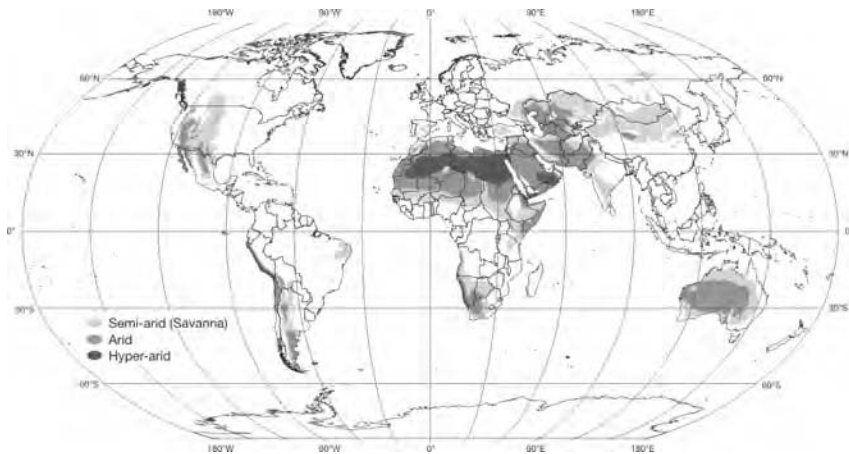 180°W 90°W 0° 90°E 180°E
60°N 60°N
30°N 30°N
0° 0°
30°S 30°S
Semi-arid (Savanna)
Arid
Hyper-arid
60°S 60°S
180°W 90°W 0° 90°E 180°E